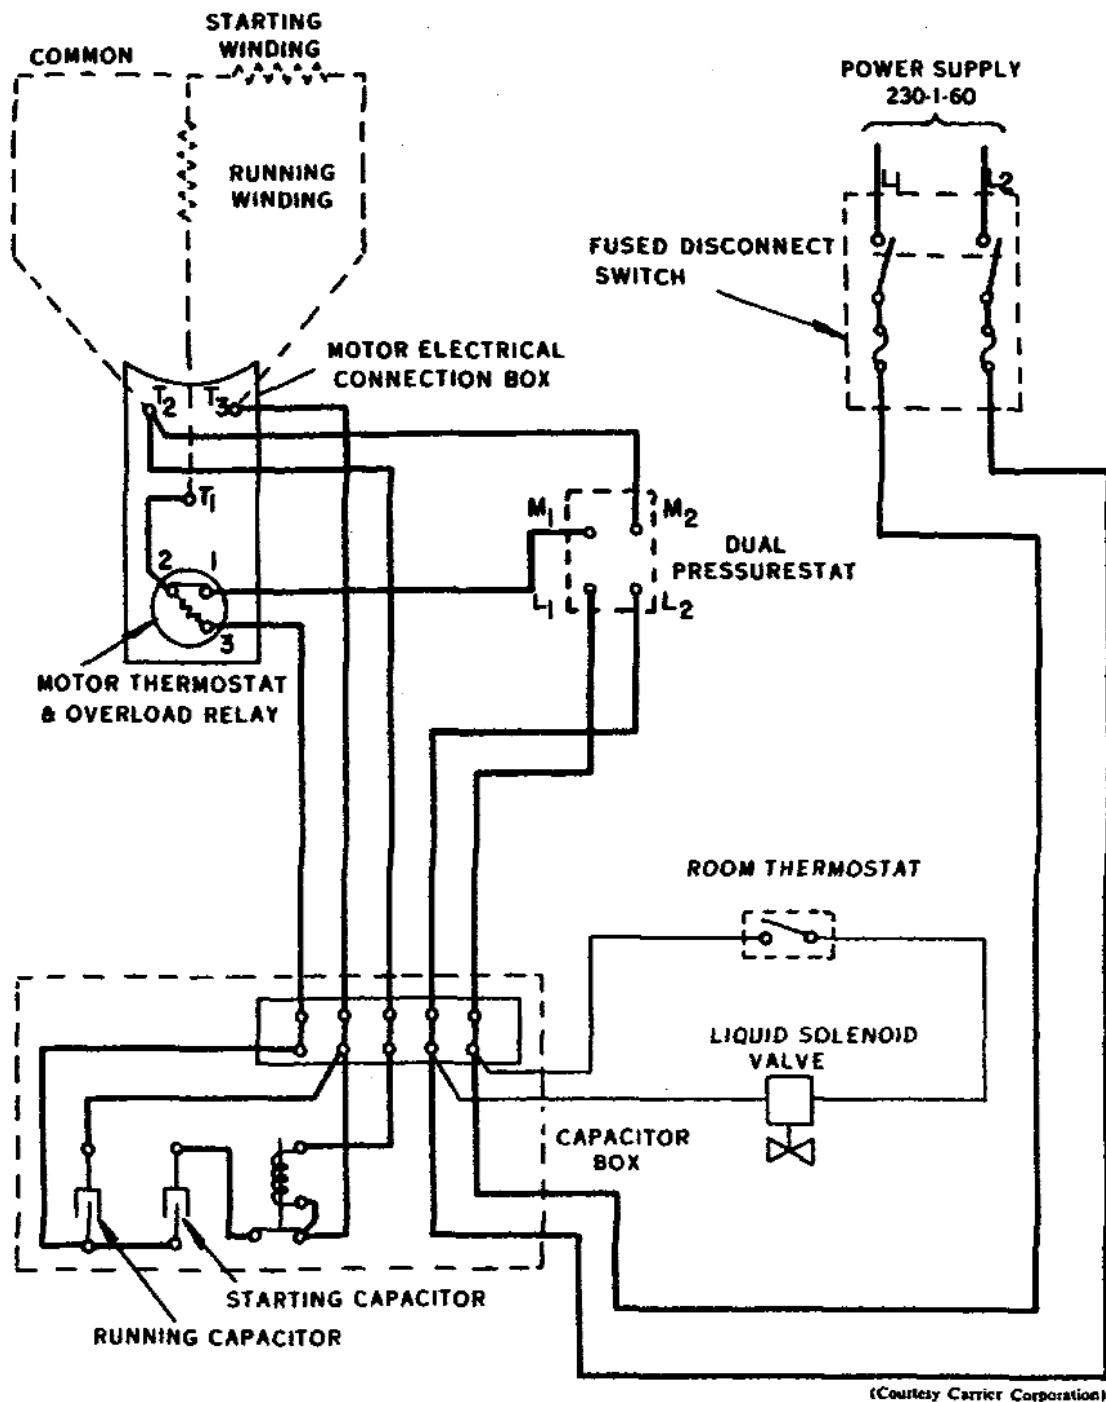 STARTING
WINDING
COMMON
POWER SUPPLY
230-1-60
RUNNING
WINDING
L1
L2
FUSED DISCONNECT
SWITCH
MOTOR ELECTRICAL
CONNECTION BOX
T2
T3
T1
M1
M2
DUAL
PRESSURESTAT
2
1
L1
L2
3
MOTOR THERMOSTAT
& OVERLOAD RELAY
ROOM THERMOSTAT
LIQUID SOLENOID
VALVE
CAPACITOR
BOX
STARTING CAPACITOR
RUNNING CAPACITOR
(Courtesy Carrier Corporation)